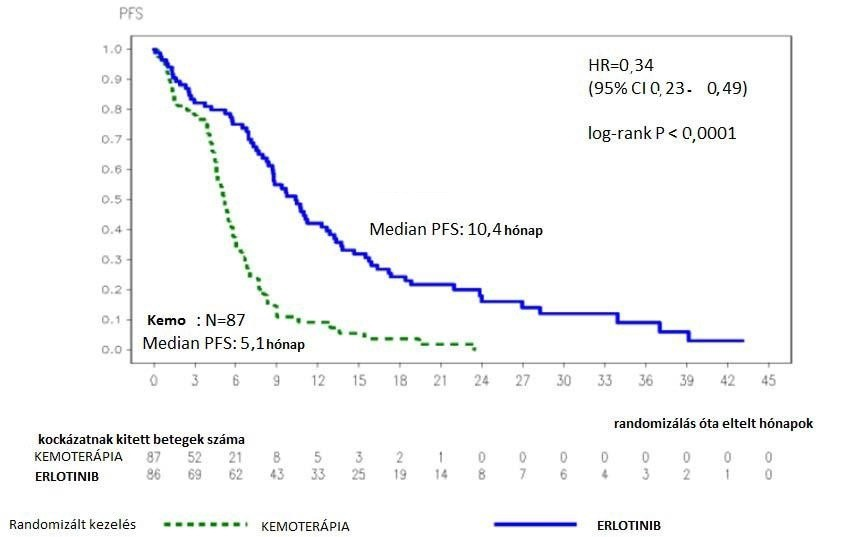 PFS
1.0
0.9
0.8
0.7
0.6
0.5
0.4
0.3
0.2
0.1
0.0
HR=0,34
(95% CI 0,23- 0,49)
log-rank P < 0,0001
Median PFS: 10,4 hónap
Kemo : N=87
Median PFS: 5,1 hónap
0 3 6 9 12 15 18 21 24 27 30 33 36 39 42 45
randomizálás óta eltelt hónapok
kockázatnak kitett betegek száma
KEMOTERÁPIA 87 52 21 8 5 3 2 1 0 0 0 0 0 0 0 0
ERLOTINIB 86 69 62 43 33 25 19 14 8 7 6 4 3 2 1 0
Randomizált kezelés KEMOTERÁPIA ERLOTINIB